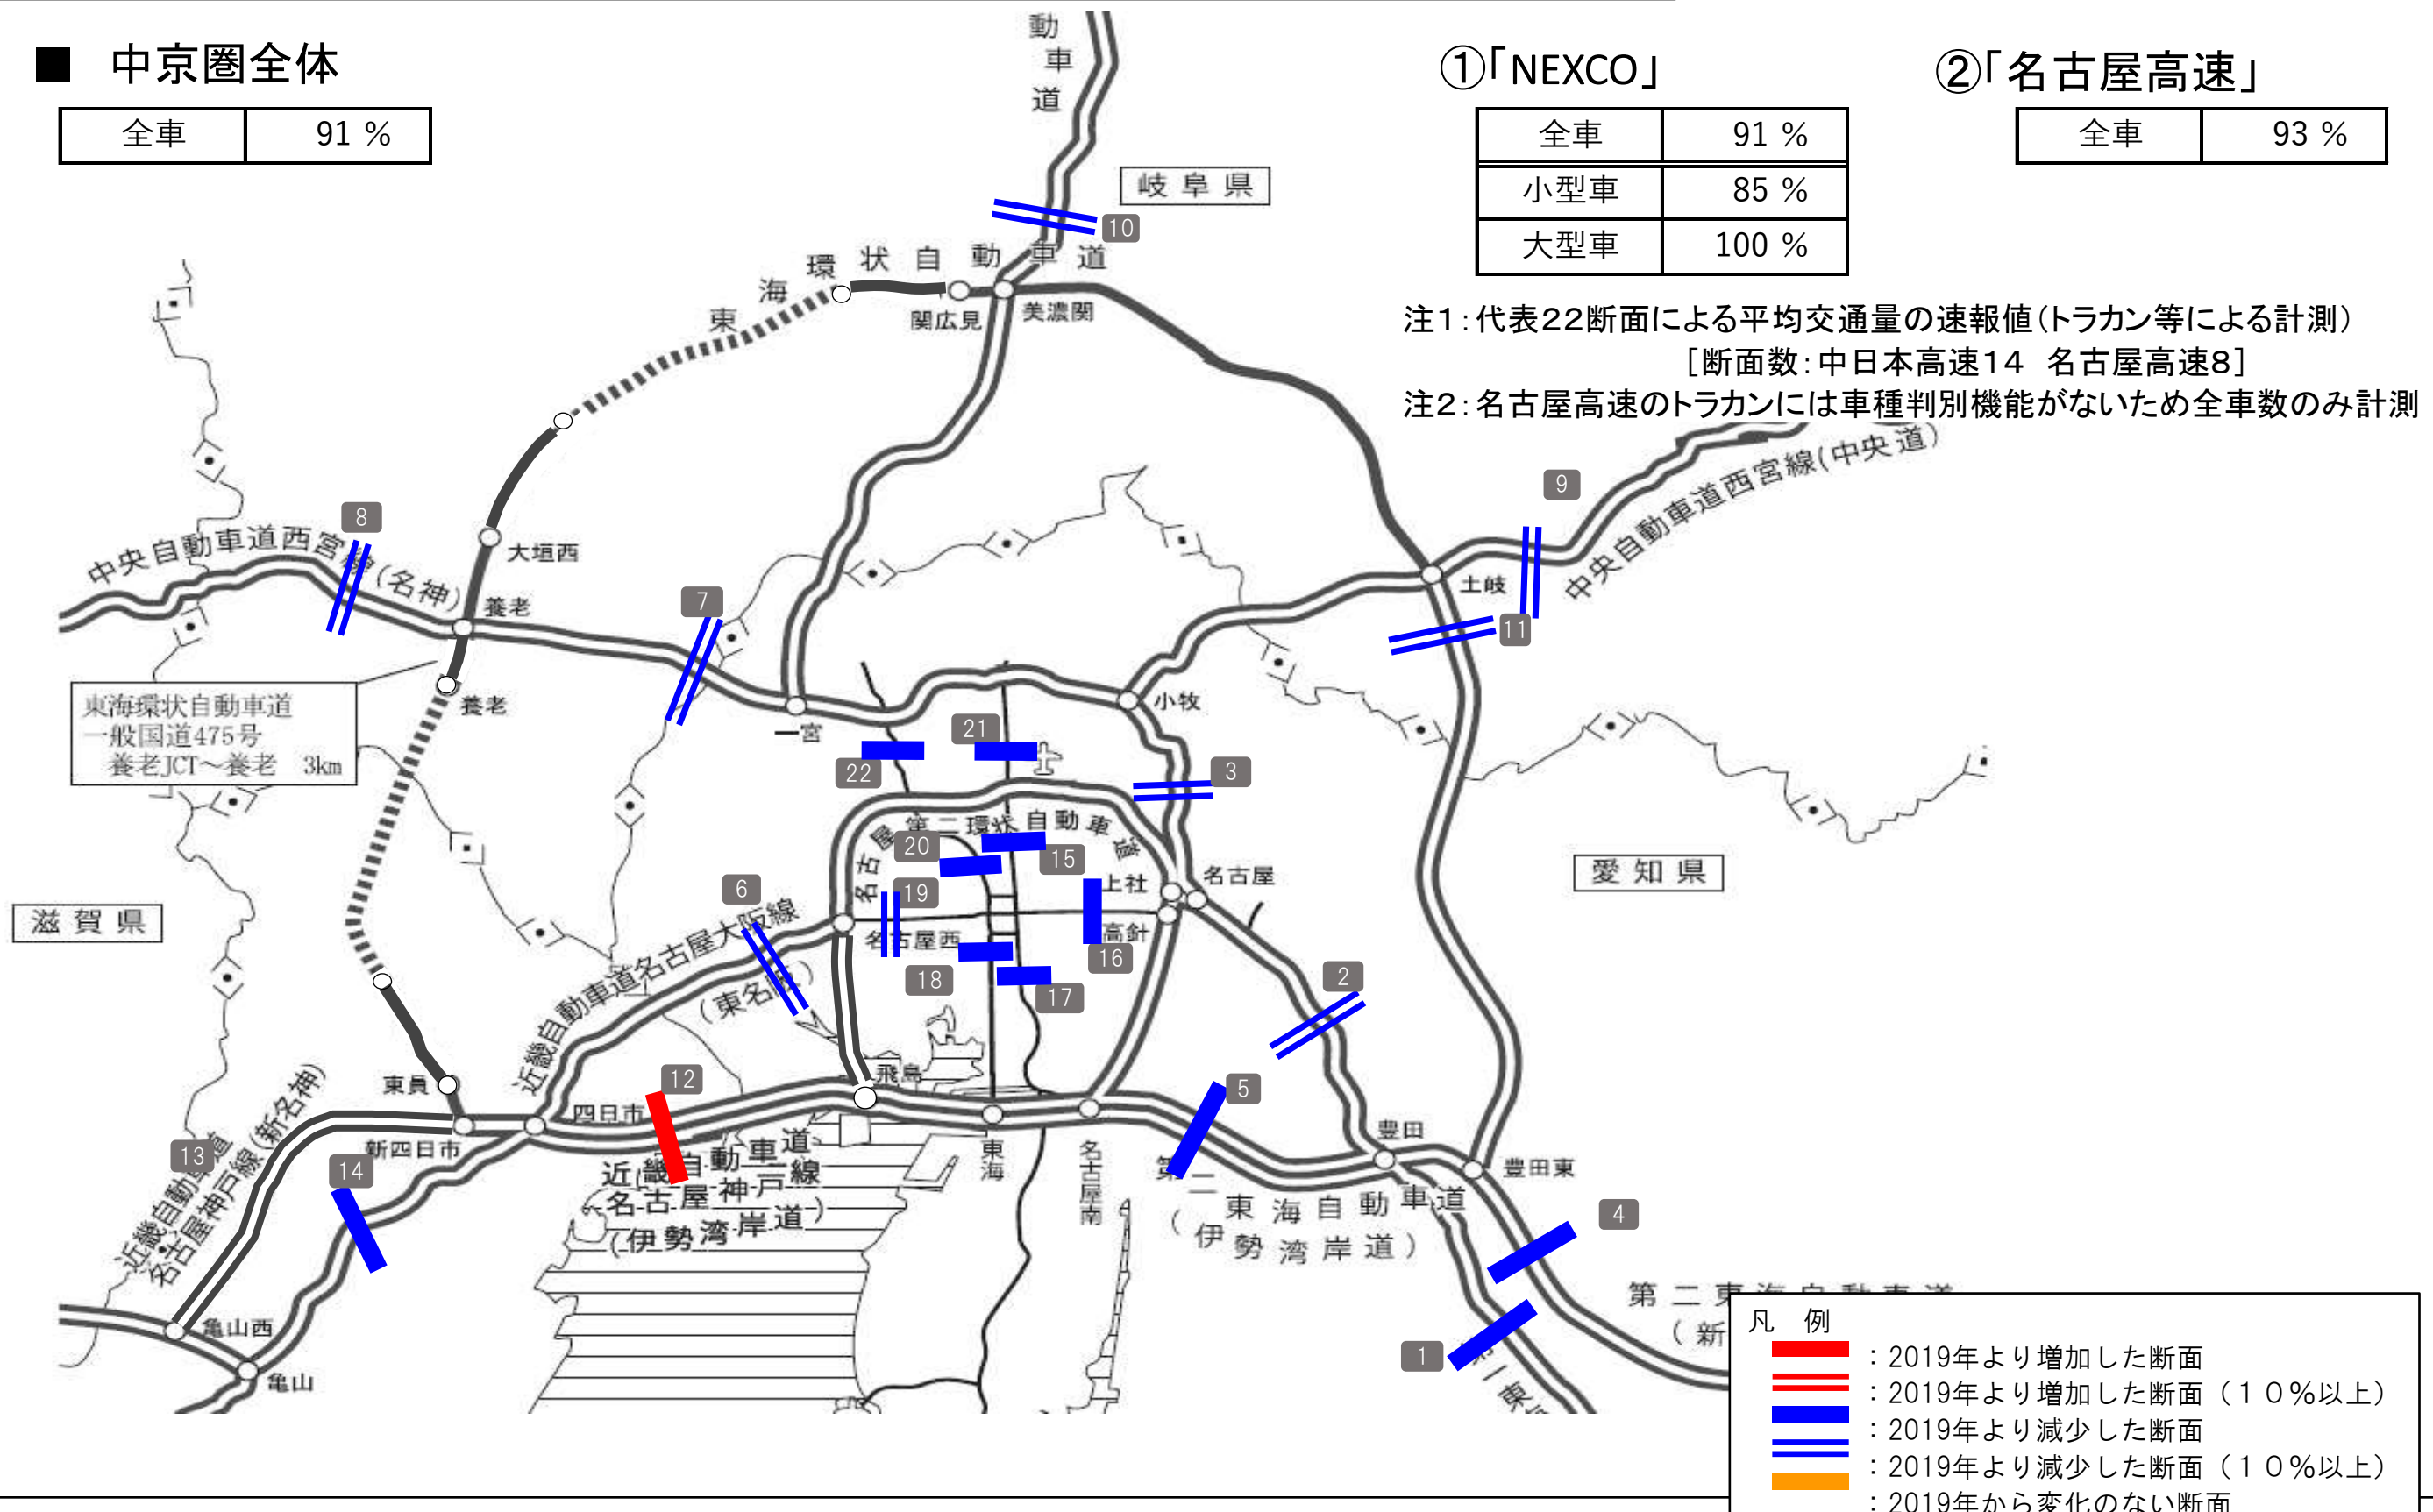 ■ 中京圏全体
全車 91 %
①「NEXCO」
全車 91 %
小型車 85 %
大型車 100 %
②「名古屋高速」
全車 93 %
注1:代表22断面による平均交通量の速報値(トラカン等による計測)
[断面数:中日本高速14 名古屋高速8]
注2:名古屋高速のトラカンには車種判別機能がないため全車数のみ計測
動車道
岐阜県
10
東海環状自動車道
関広見
美濃関
9
中央自動車道西宮線(中央道)
8
中央自動車道西宮線(名神)
大垣西
養老
7
土岐
11
東海環状自動車道
一般国道475号
養老JCT～養老 3km
養老
一宮
小牧
21
22
3
名古屋第二環状自動車道
20
15
19
上社
名古屋
愛知県
6
滋賀県
近畿自動車道名古屋大阪線
(東名阪)
名古屋西
高針
16
18
17
2
飛島
東員
12
四日市
5
新四日市
13
14
近畿自動車道
名古屋神戸線(新名神)
近畿自動車道
名古屋神戸線
(伊勢湾岸道)
東海
名古屋南
豊田
豊田東
第二東海自動車道
(伊勢湾岸道)
4
亀山西
亀山
1
第二東海自動車道
(新
第一東
凡 例
:2019年より増加した断面
:2019年より増加した断面(10%以上)
:2019年より減少した断面
:2019年より減少した断面(10%以上)
:2019年から変化のない断面